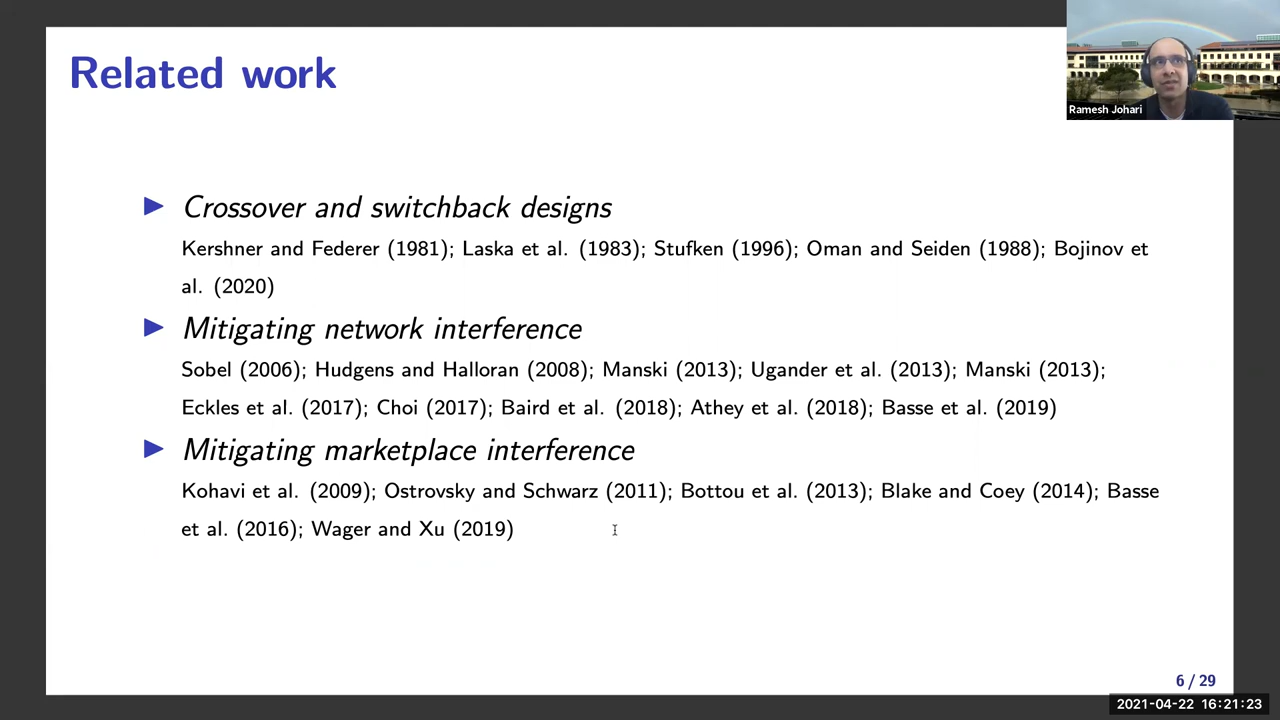 Related work
Ramesh Johari
▶ Crossover and switchback designs
Kershner and Federer (1981); Laska et al. (1983); Stufken (1996); Oman and Seiden (1988); Bojinov et
al. (2020)
▶ Mitigating network interference
Sobel (2006); Hudgens and Halloran (2008); Manski (2013); Ugander et al. (2013); Manski (2013);
Eckles et al. (2017); Choi (2017); Baird et al. (2018); Athey et al. (2018); Basse et al. (2019)
▶ Mitigating marketplace interference
Kohavi et al. (2009); Ostrovsky and Schwarz (2011); Bottou et al. (2013); Blake and Coey (2014); Basse
et al. (2016); Wager and Xu (2019)
6 / 29
2021-04-22 16:21:23